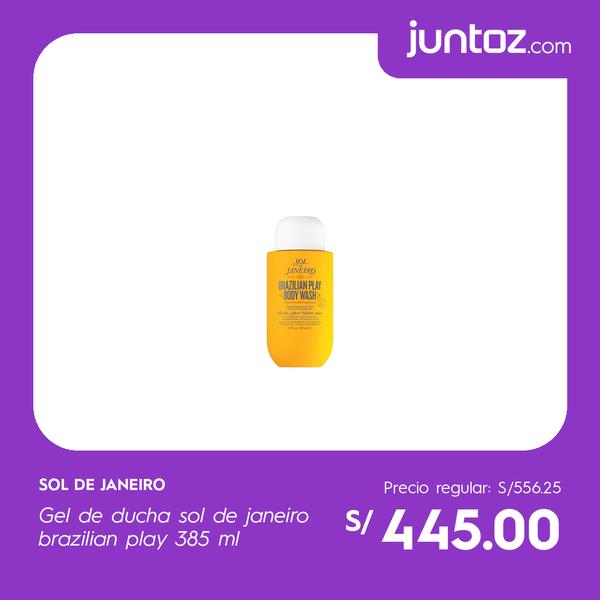 juntoz.com
SOL
DE
JANEIRO
BRAZILIAN PLAY
BODY WASH
SOL DE JANEIRO
Gel de ducha sol de janeiro
brazilian play 385 ml
Precio regular: S/556.25
S/ 445.00